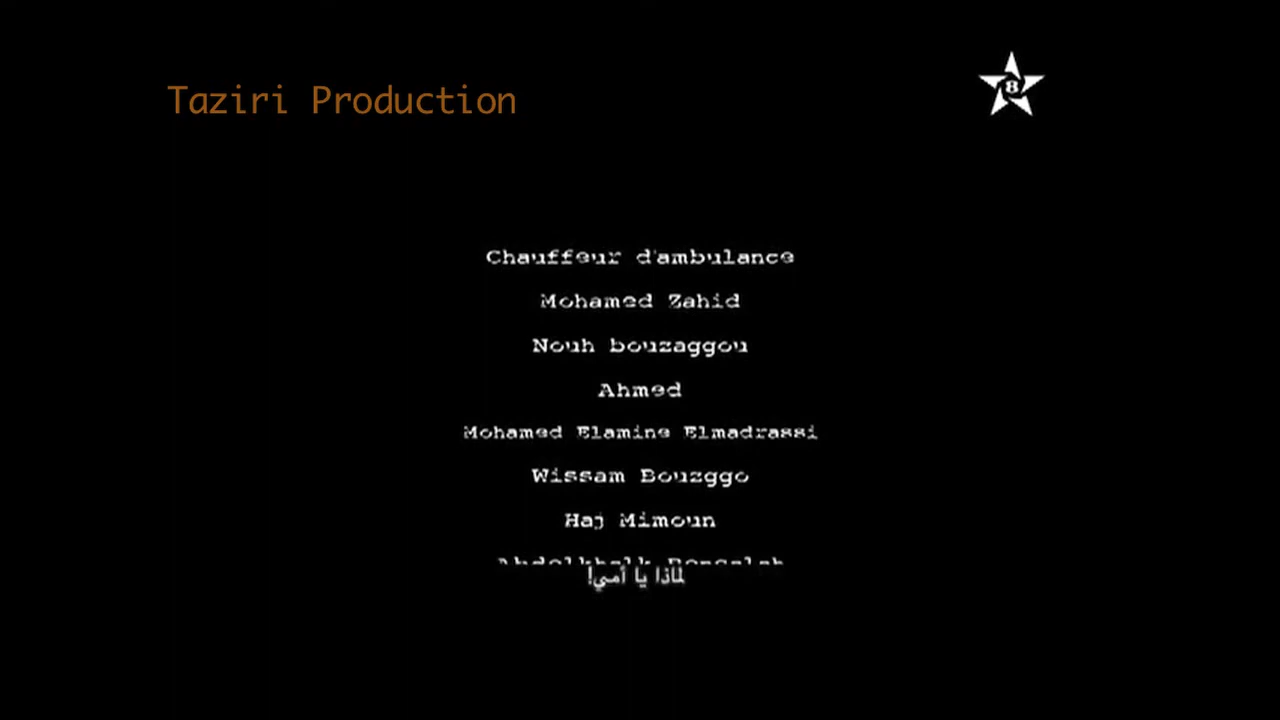 Taziri Production
8
Chauffeur d'ambulance
Mohamed Zahid
Nouh bouzaggou
Ahmed
Mohamed Elamine Elmadrassi
Wissam Bouzggo
Haj Mimoun
لماذا يا أمي!